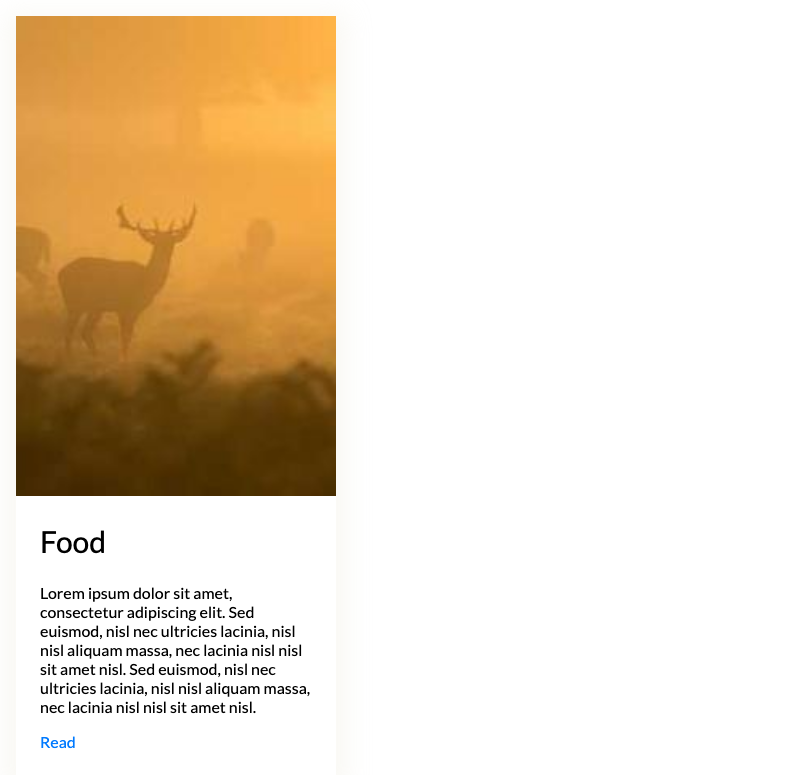 Food
Lorem ipsum dolor sit amet,
consectetur adipiscing elit. Sed
euismod, nisl nec ultricies lacinia, nisl
nisl aliquam massa, nec lacinia nisl nisl
sit amet nisl. Sed euismod, nisl nec
ultricies lacinia, nisl nisl aliquam massa,
nec lacinia nisl nisl sit amet nisl.
Read